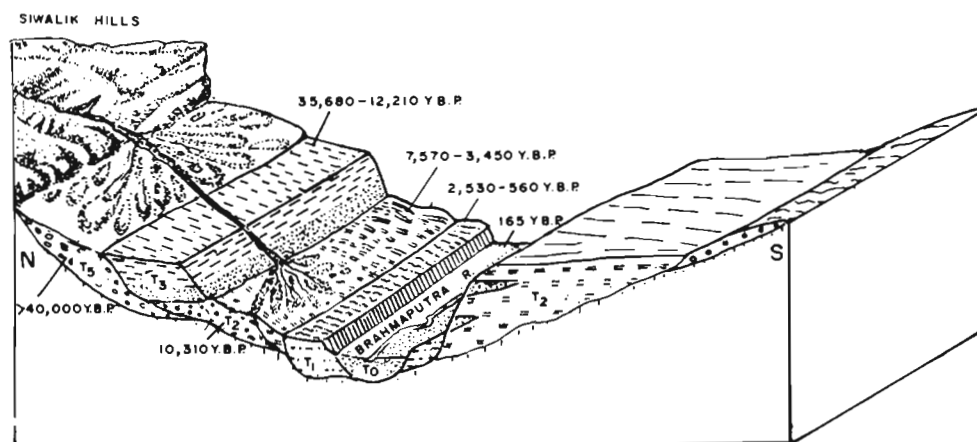 SIWALIK HILLS
35,680-12,210 Y.B.P.
7,570-3,450 Y.B.P.
2,530-560 Y.B.P.
165 Y.B.P.
N
S
T5
T3
>40,000 Y.B.P.
T2
10,310 Y.B.P.
T1
T0
BRAHMAPUTRA R.
T2